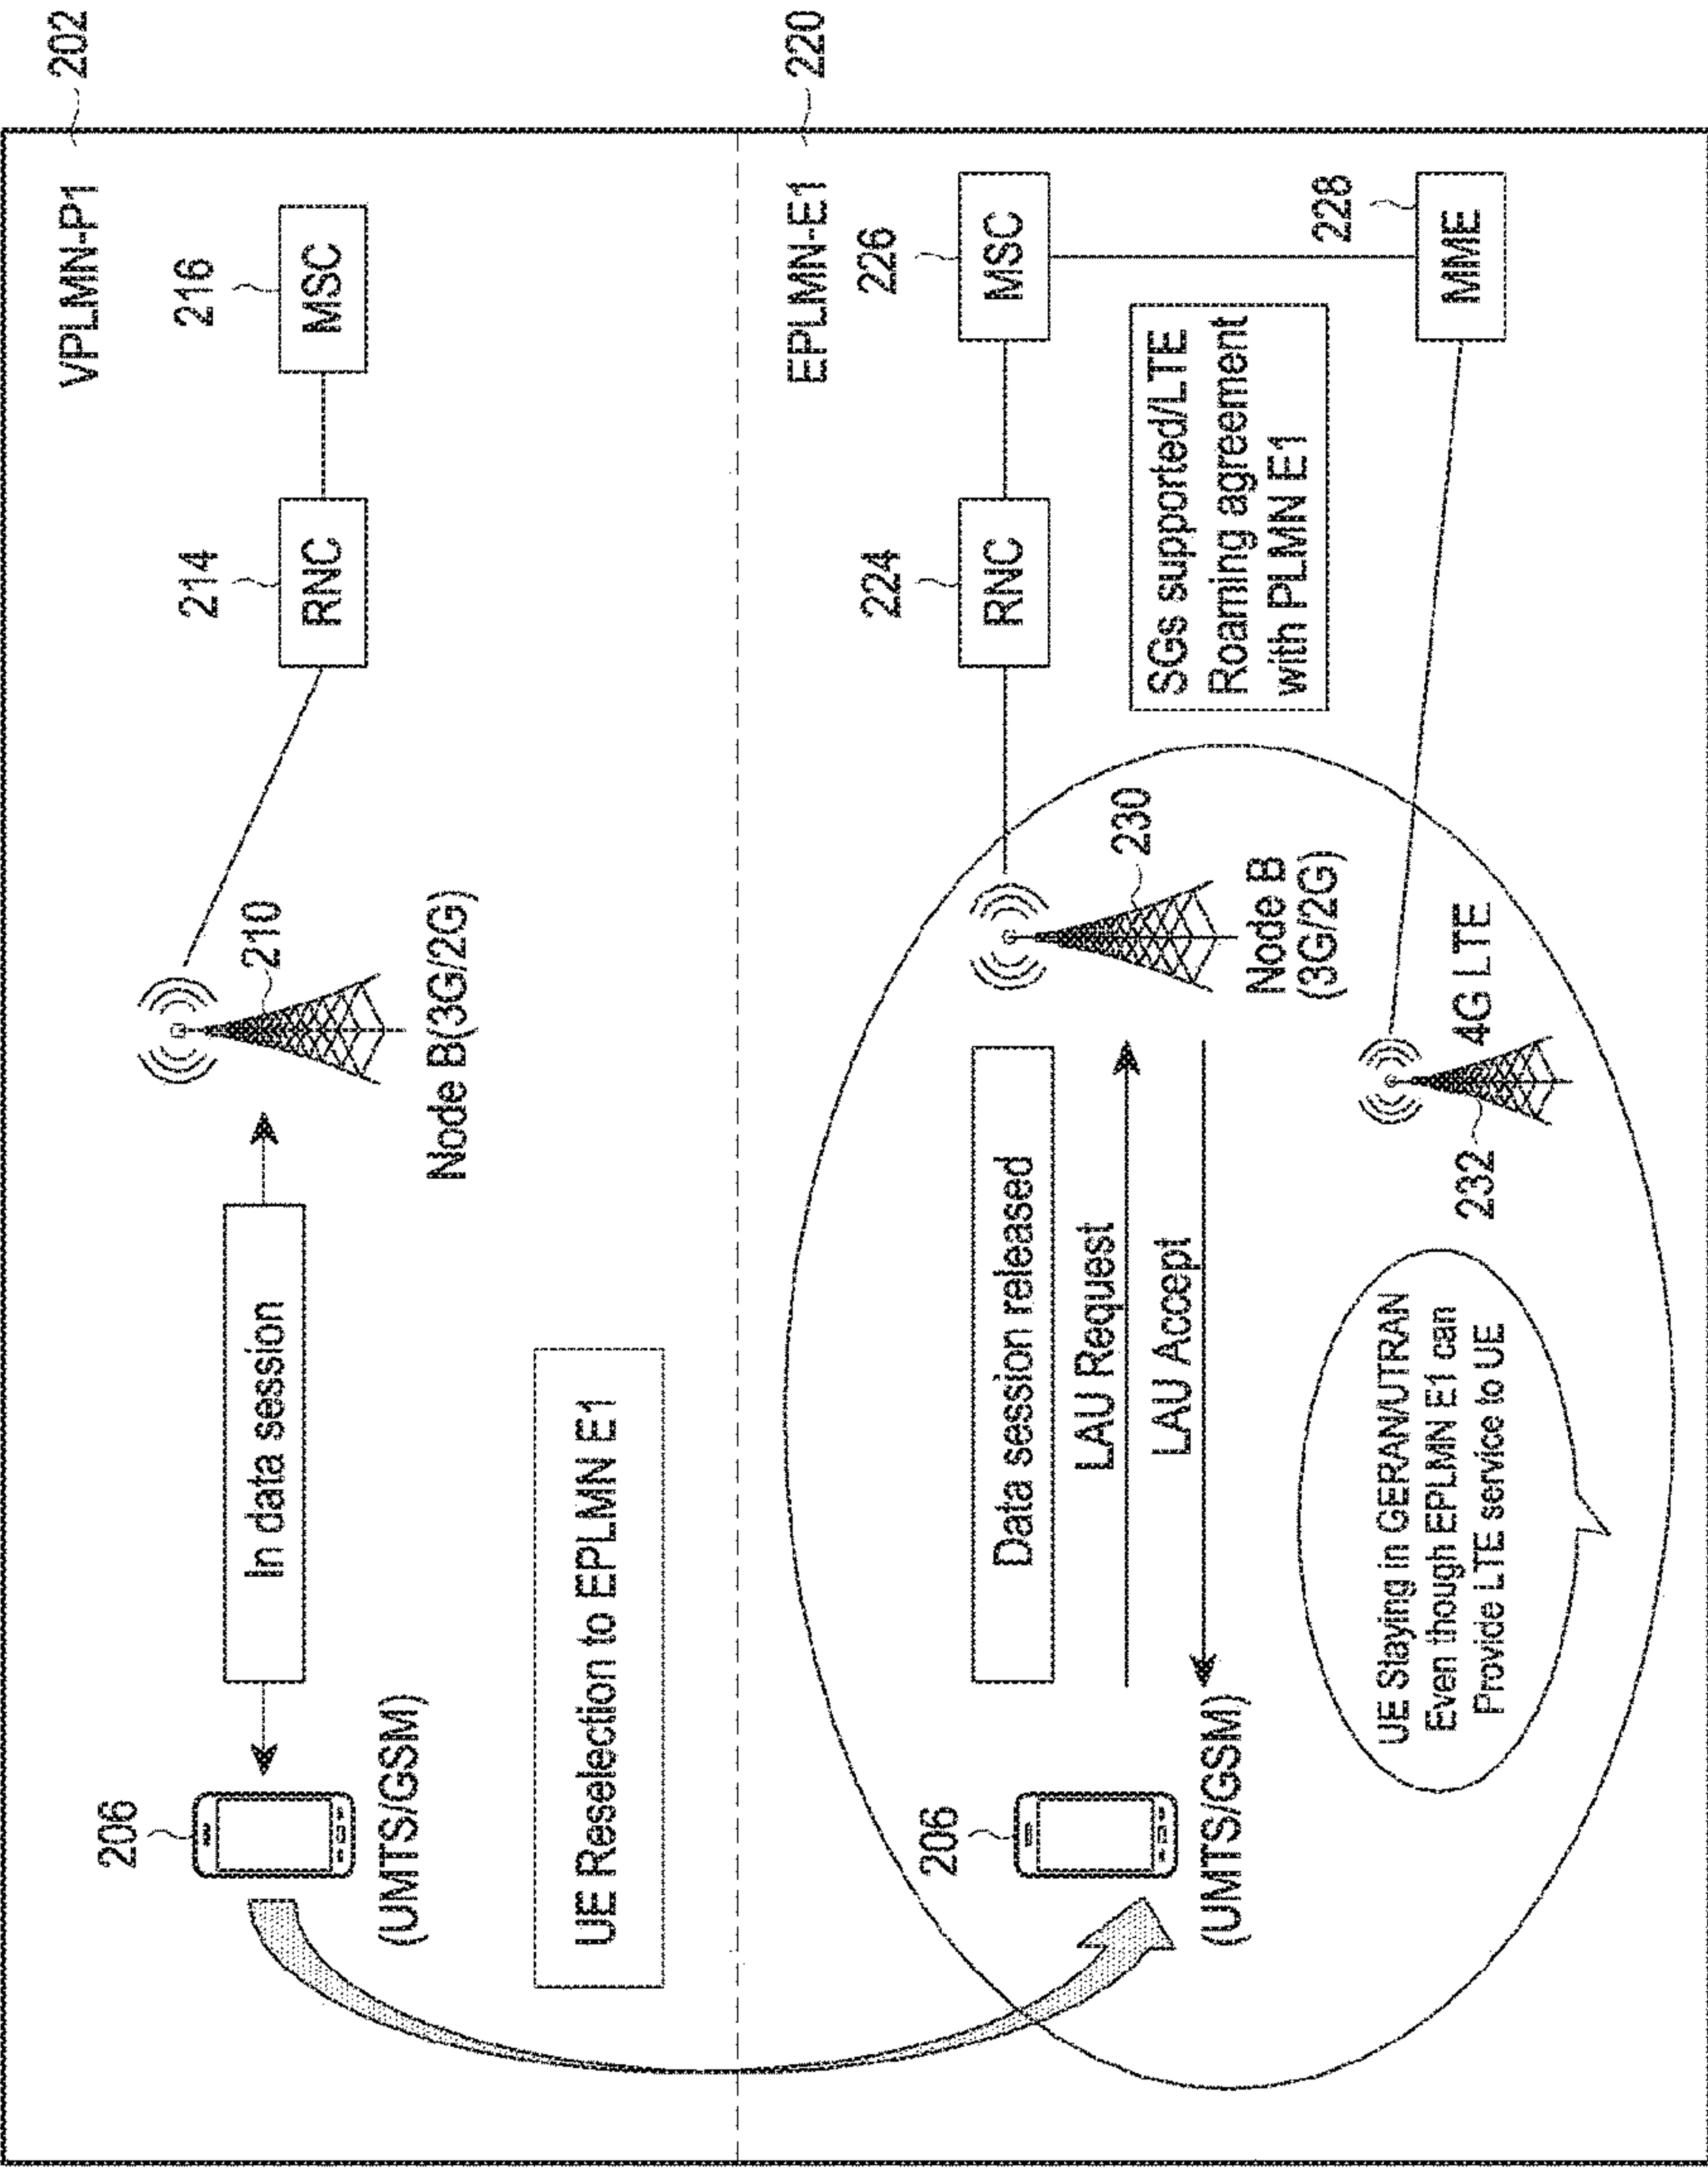 VPLMN-P1
202
206
(UMTS/GSM)
In data session
210
Node B(3G/2G)
214
RNC
216
MSC
UE Reselection to EPLMN E1
EPLMN-E1
220
206
(UMTS/GSM)
Data session released
LAU Request
LAU Accept
230
Node B
(3G/2G)
224
RNC
226
MSC
SGs supported/LTE
Roaming agreement
with PLMN E1
228
MME
UE Staying in GERAN/UTRAN
Even though EPLMN E1 can
Provide LTE service to UE
232
4G LTE